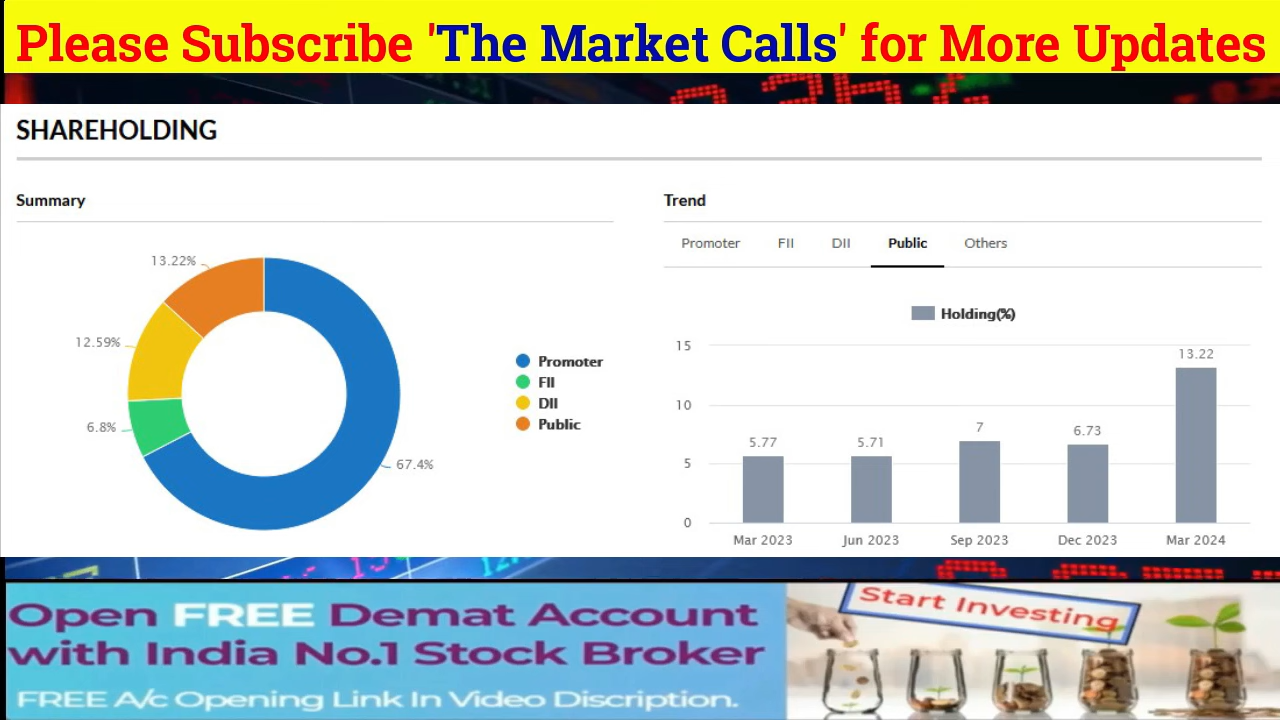 Please Subscribe 'The Market Calls' for More Updates
SHAREHOLDING
Summary
13.22%
12.59%
6.8%
67.4%
Promoter
FII
DII
Public
Trend
Promoter FII DII Public Others
Holding(%)
15
10
5
0
5.77
5.71
7
6.73
13.22
Mar 2023 Jun 2023 Sep 2023 Dec 2023 Mar 2024
Open FREE Demat Account
with India No.1 Stock Broker
FREE A/c Opening Link In Video Discription.
Start Investing